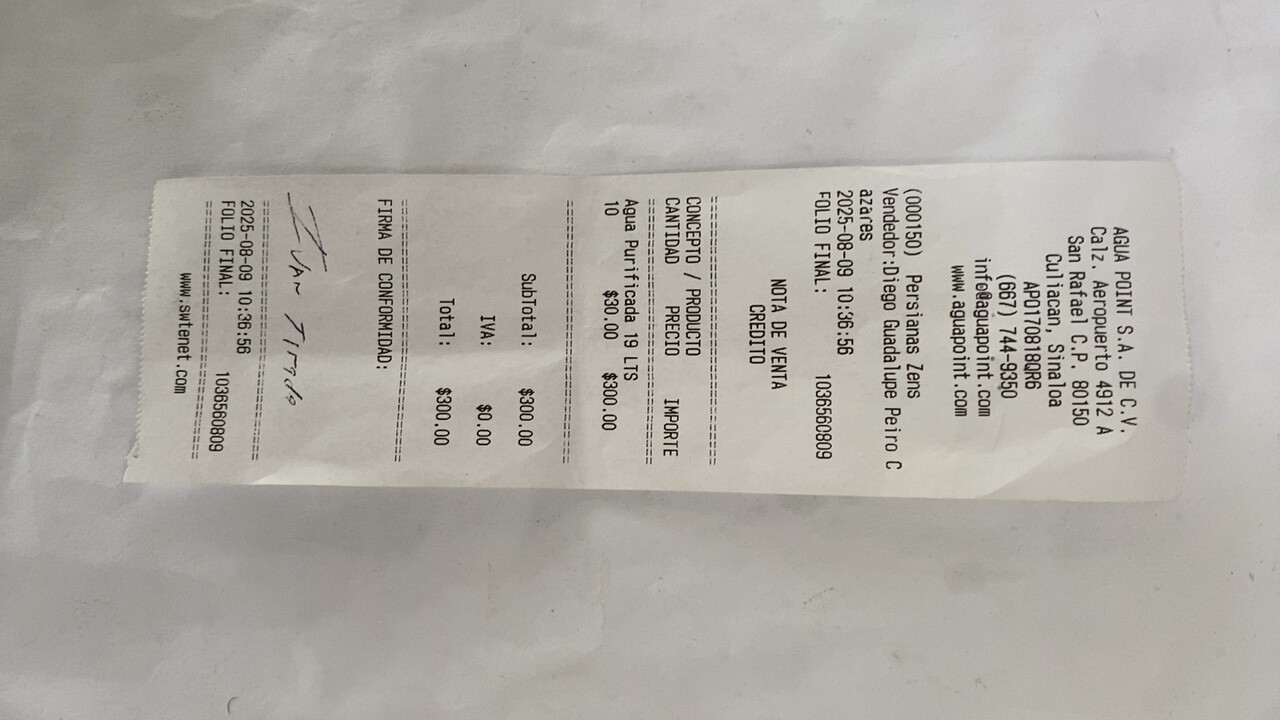 AGUA POINT S.A. DE C.V.
Calz. Aeropuerto 4912 A
San Rafael C.P. 80150
Culiacan, Sinaloa
APO170818QR6
(667) 744-9350
info@aguapoint.com
www.aguapoint.com
(000150) Persianas Zens
Vendedor:Diego Guadalupe Peiro C
azares
2025-08-09 10:36:56
FOLIO FINAL: 1036560809
NOTA DE VENTA
CREDITO
================================
CONCEPTO / PRODUCTO
CANTIDAD PRECIO IMPORTE
================================
Agua Purificada 19 LTS
10 $30.00 $300.00
================================
SubTotal: $300.00
IVA: $0.00
Total: $300.00
================================
FIRMA DE CONFORMIDAD:
IVAN TIRADO
================================
2025-08-09 10:36:56
FOLIO FINAL: 1036560809
================================
www.swtenet.com